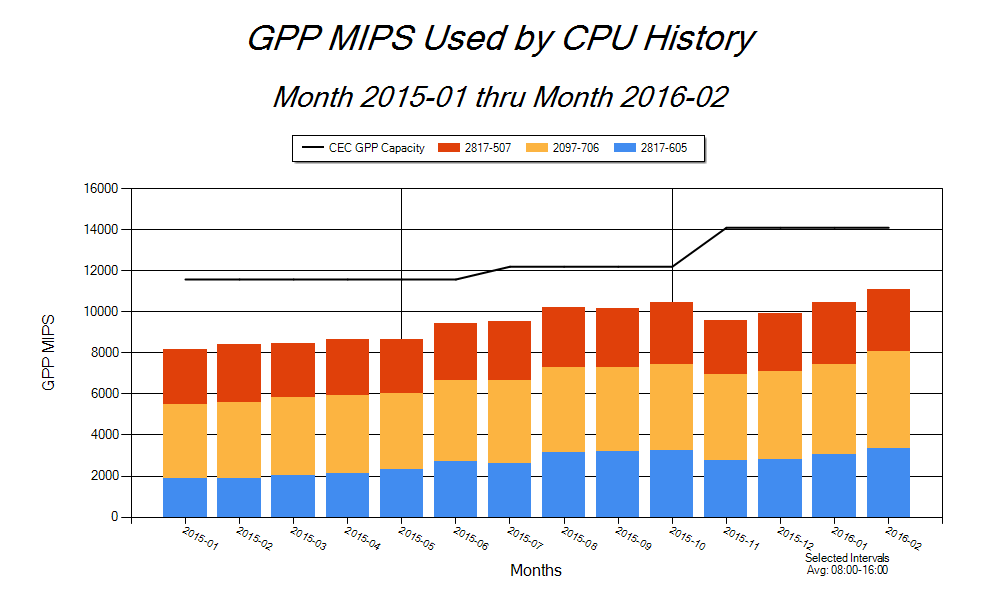 GPP MIPS Used by CPU History
Month 2015-01 thru Month 2016-02
CEC GPP Capacity 2817-507 2097-706 2817-605
16000
14000
12000
10000
8000
6000
4000
2000
0
GPP MIPS
2015-01 2015-02 2015-03 2015-04 2015-05 2015-06 2015-07 2015-08 2015-09 2015-10 2015-11 2015-12 2016-01 2016-02
Months
Selected Intervals
Avg: 08:00-16:00